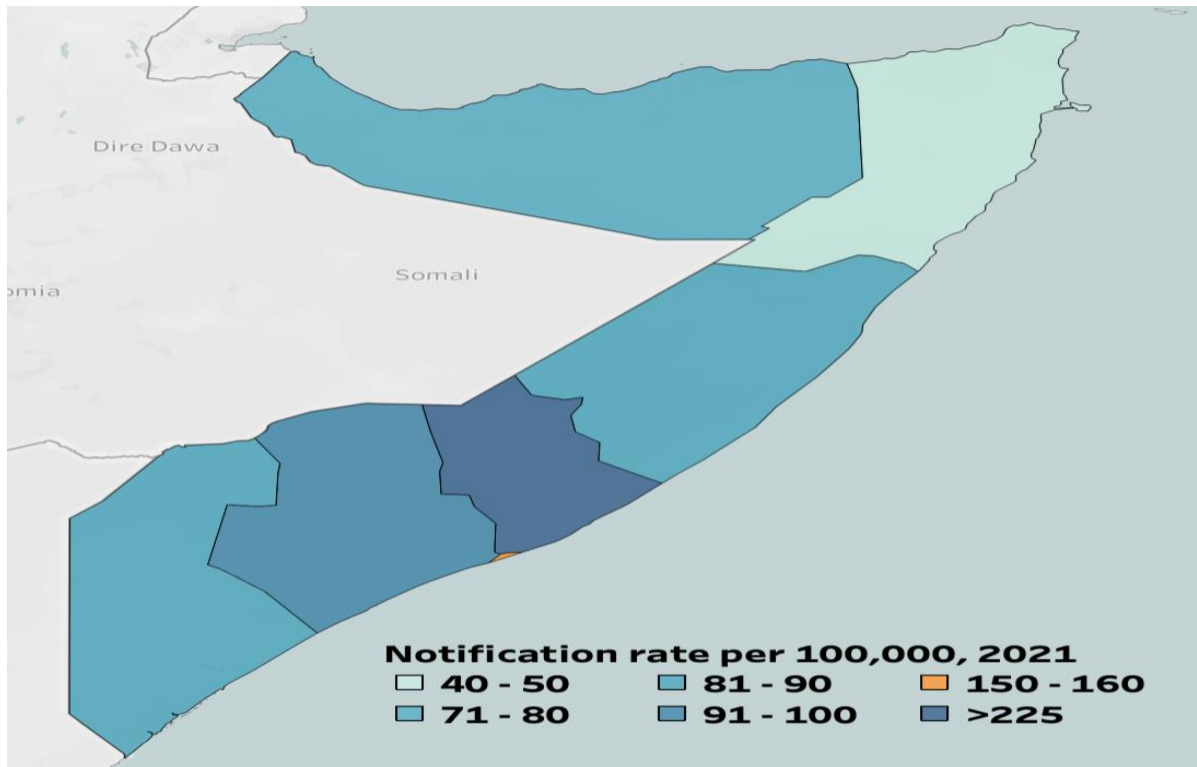 Dire Dawa
Somali
omia
Notification rate per 100,000, 2021
40 - 50
81 - 90
150 - 160
71 - 80
91 - 100
>225